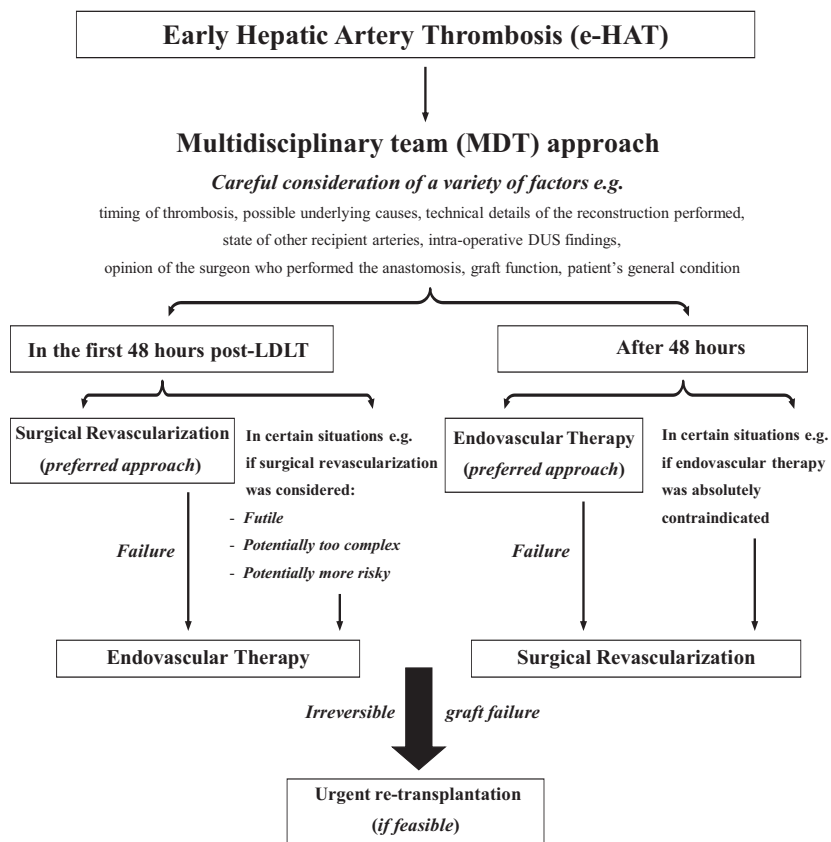 Early Hepatic Artery Thrombosis (e-HAT)
Multidisciplinary team (MDT) approach
Careful consideration of a variety of factors e.g.
timing of thrombosis, possible underlying causes, technical details of the reconstruction performed,
state of other recipient arteries, intra-operative DUS findings,
opinion of the surgeon who performed the anastomosis, graft function, patient's general condition
In the first 48 hours post-LDLT
After 48 hours
Surgical Revascularization
(preferred approach)
In certain situations e.g.
if surgical revascularization
was considered:
- Futile
- Potentially too complex
- Potentially more risky
Failure
Endovascular Therapy
(preferred approach)
In certain situations e.g.
if endovascular therapy
was absolutely
contraindicated
Failure
Endovascular Therapy
Surgical Revascularization
Irreversible graft failure
Urgent re-transplantation
(if feasible)